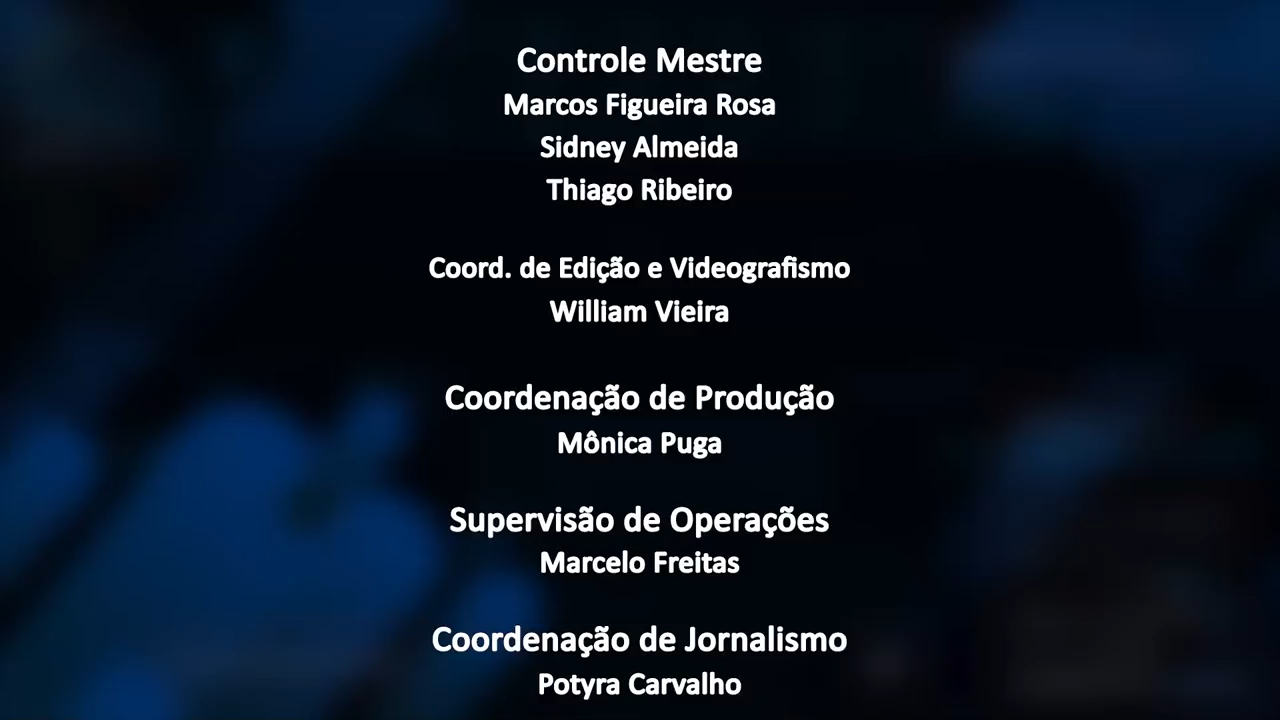 Controle Mestre
Marcos Figueira Rosa
Sidney Almeida
Thiago Ribeiro
Coord. de Edição e Videografismo
William Vieira
Coordenação de Produção
Mônica Puga
Supervisão de Operações
Marcelo Freitas
Coordenação de Jornalismo
Potyra Carvalho